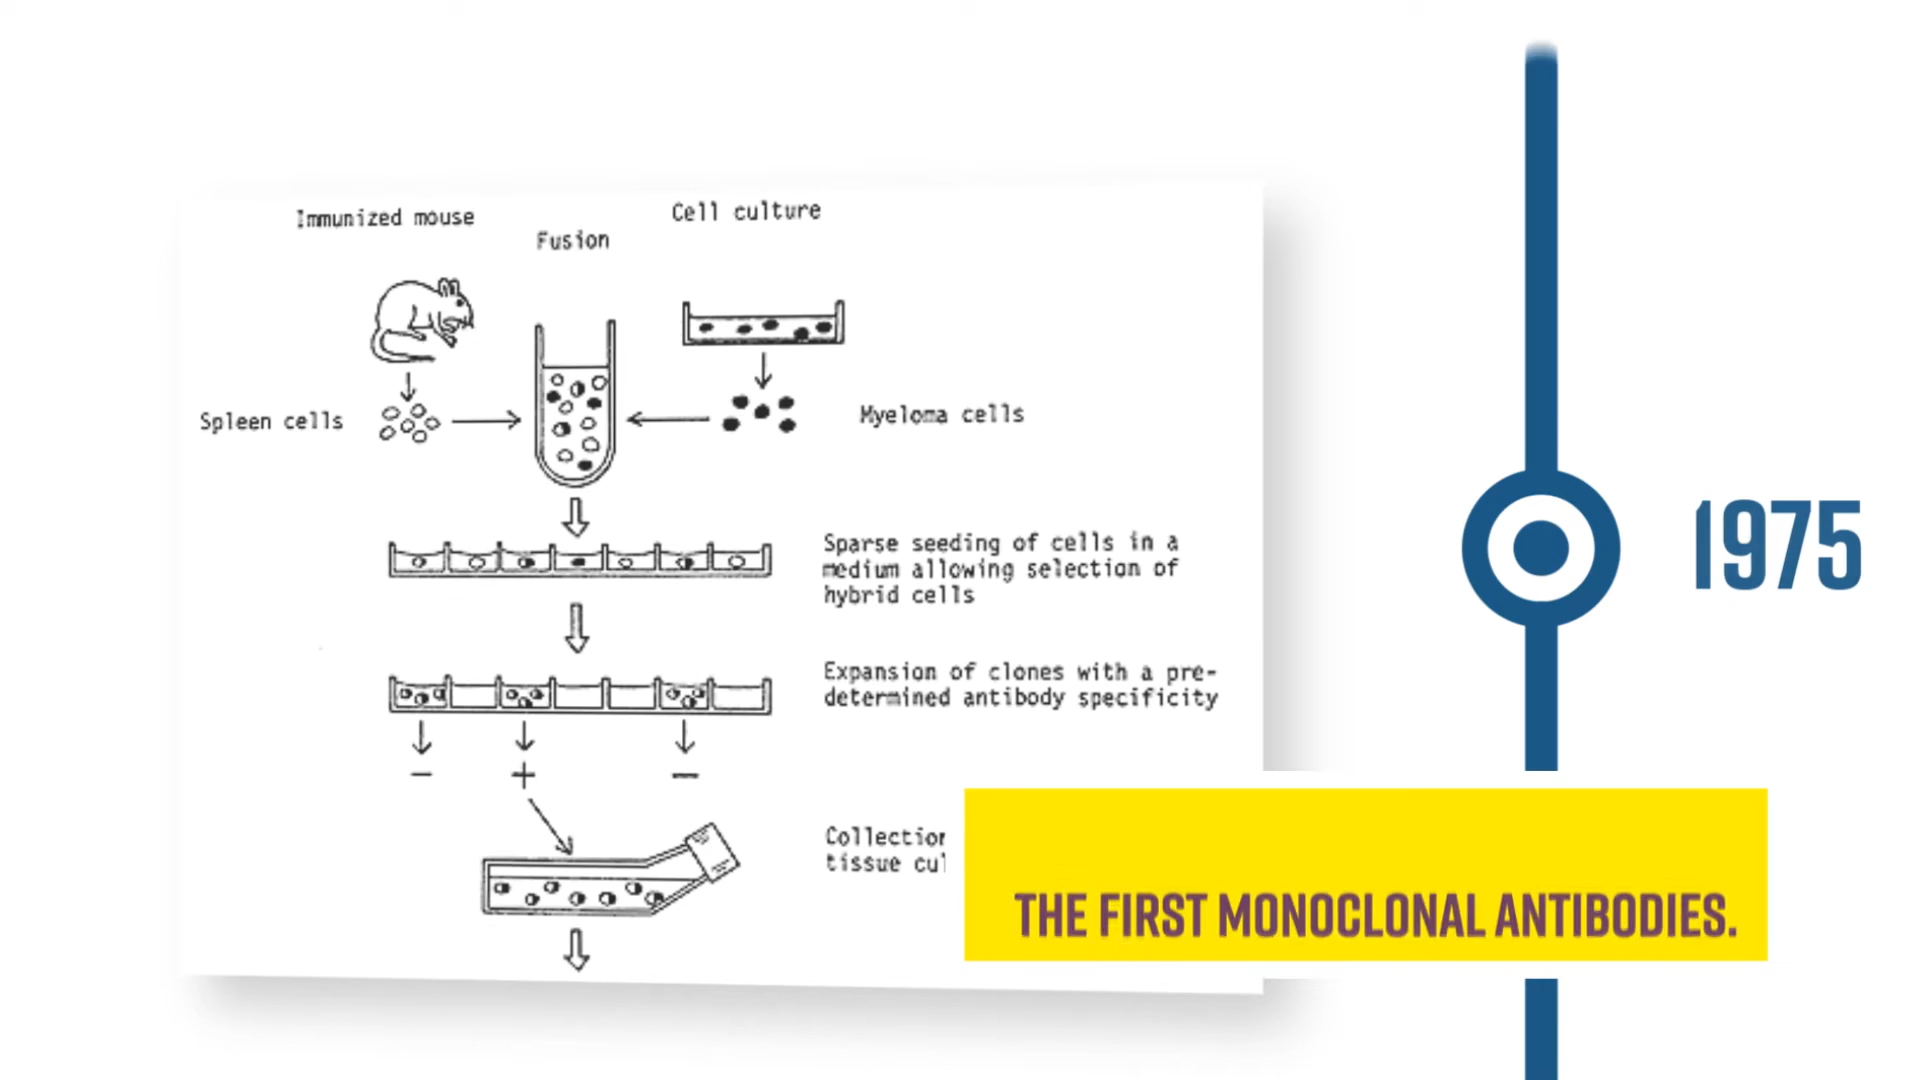 Immunized mouse
Fusion
Cell culture
Spleen cells
Myeloma cells
Sparse seeding of cells in a
medium allowing selection of
hybrid cells
Expansion of clones with a pre-
determined antibody specificity
- + -
Collection
tissue cul
1975
THE FIRST MONOCLONAL ANTIBODIES.